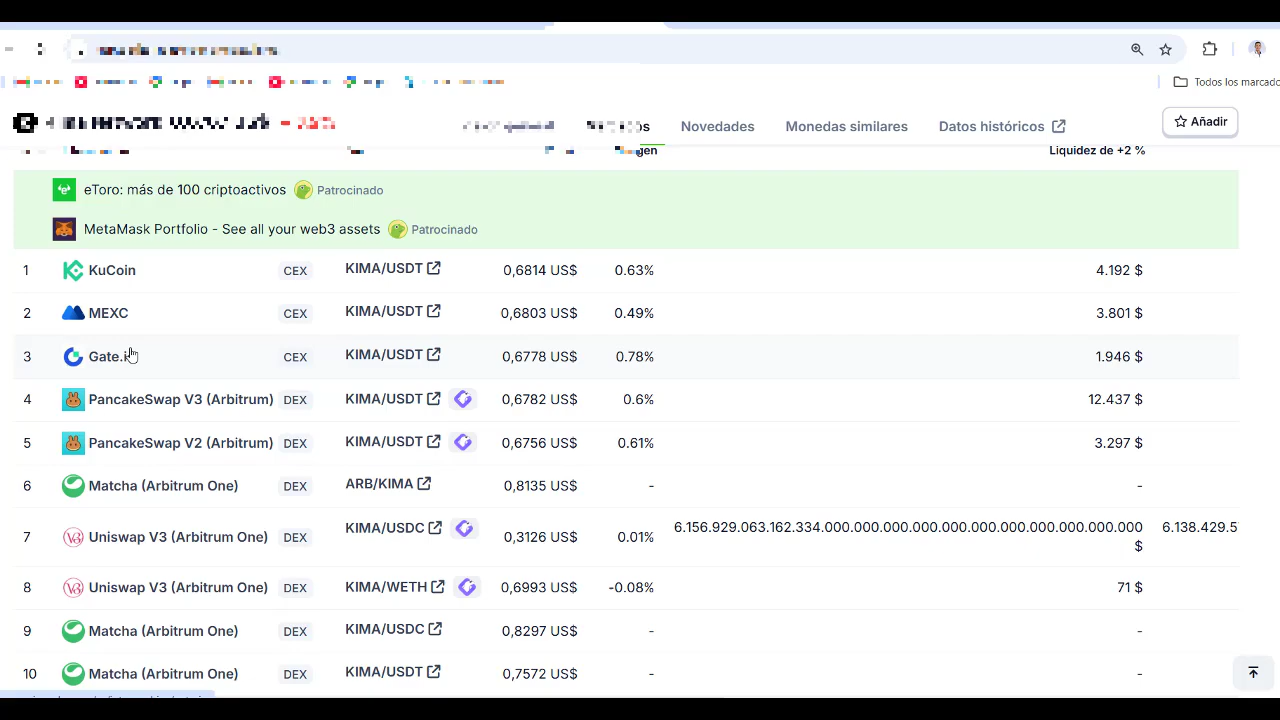 Todos los marcado
Novedades Monedas similares Datos históricos Añadir
Liquidez de +2 %
eToro: más de 100 criptoactivos Patrocinado
MetaMask Portfolio - See all your web3 assets Patrocinado
1 KuCoin CEX KIMA/USDT 0,6814 US$ 0.63% 4.192 $
2 MEXC CEX KIMA/USDT 0,6803 US$ 0.49% 3.801 $
3 Gate. CEX KIMA/USDT 0,6778 US$ 0.78% 1.946 $
4 PancakeSwap V3 (Arbitrum) DEX KIMA/USDT 0,6782 US$ 0.6% 12.437 $
5 PancakeSwap V2 (Arbitrum) DEX KIMA/USDT 0,6756 US$ 0.61% 3.297 $
6 Matcha (Arbitrum One) DEX ARB/KIMA 0,8135 US$ - -
7 Uniswap V3 (Arbitrum One) DEX KIMA/USDC 0,3126 US$ 0.01% 6.156.929.063.162.334.000.000.000.000.000.000.000.000.000 $ 6.138.429.5
8 Uniswap V3 (Arbitrum One) DEX KIMA/WETH 0,6993 US$ -0.08% 71 $
9 Matcha (Arbitrum One) DEX KIMA/USDC 0,8297 US$ - -
10 Matcha (Arbitrum One) DEX KIMA/USDT 0,7572 US$ - -